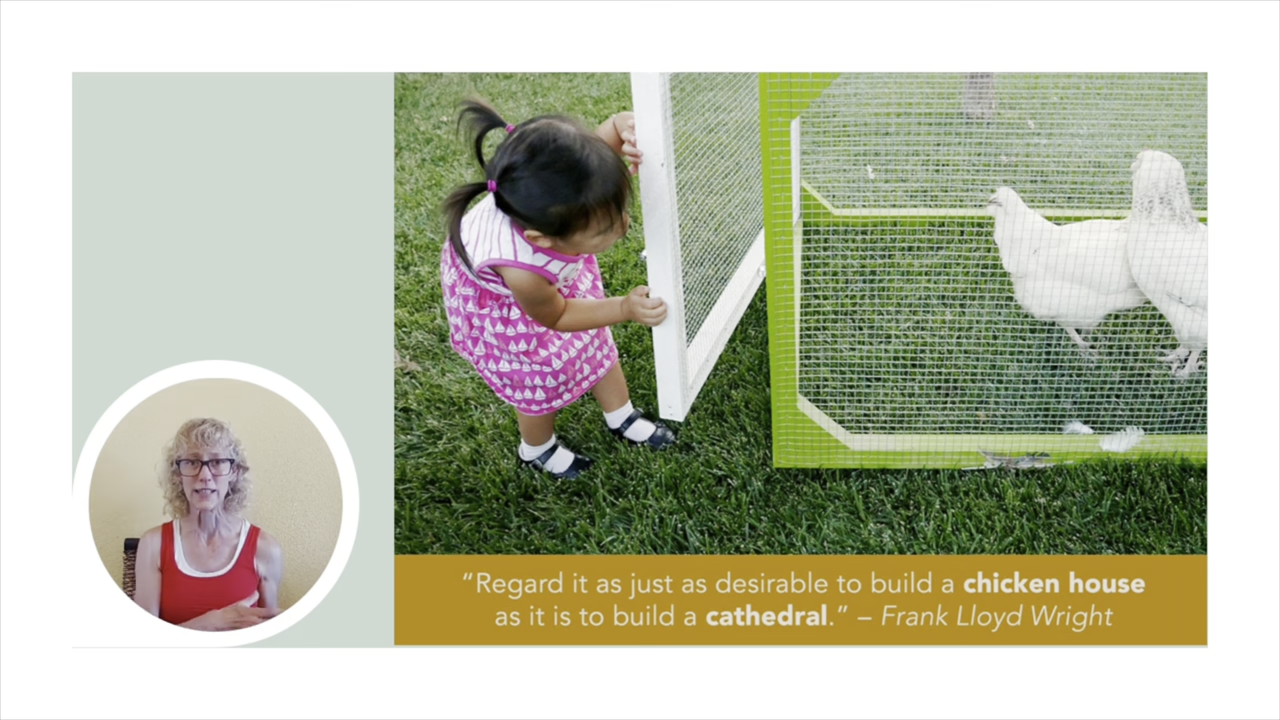 “Regard it as just as desirable to build a chicken house
as it is to build a cathedral.” – Frank Lloyd Wright